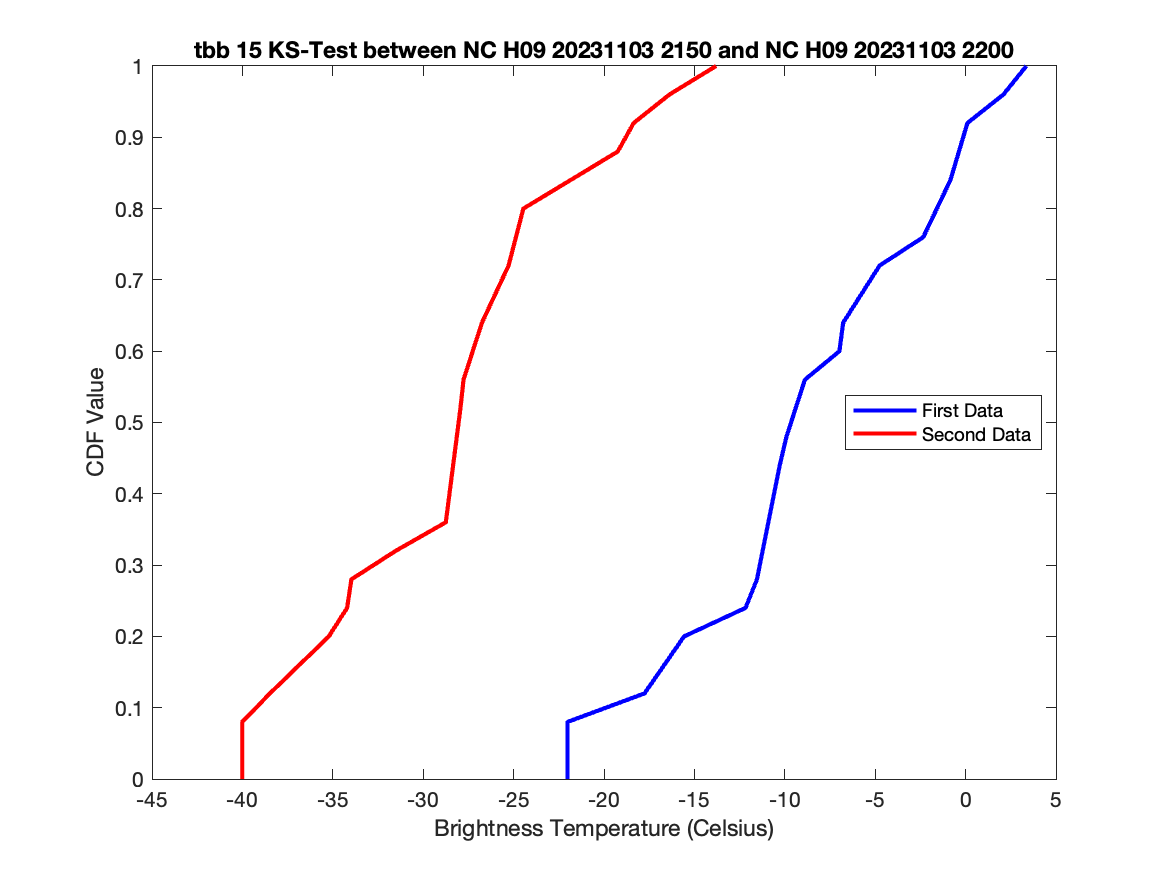 tbb 15 KS-Test between NC H09 20231103 2150 and NC H09 20231103 2200
1
0.9
0.8
0.7
0.6
0.5
0.4
0.3
0.2
0.1
0
CDF Value
First Data
Second Data
-45 -40 -35 -30 -25 -20 -15 -10 -5 0 5
Brightness Temperature (Celsius)